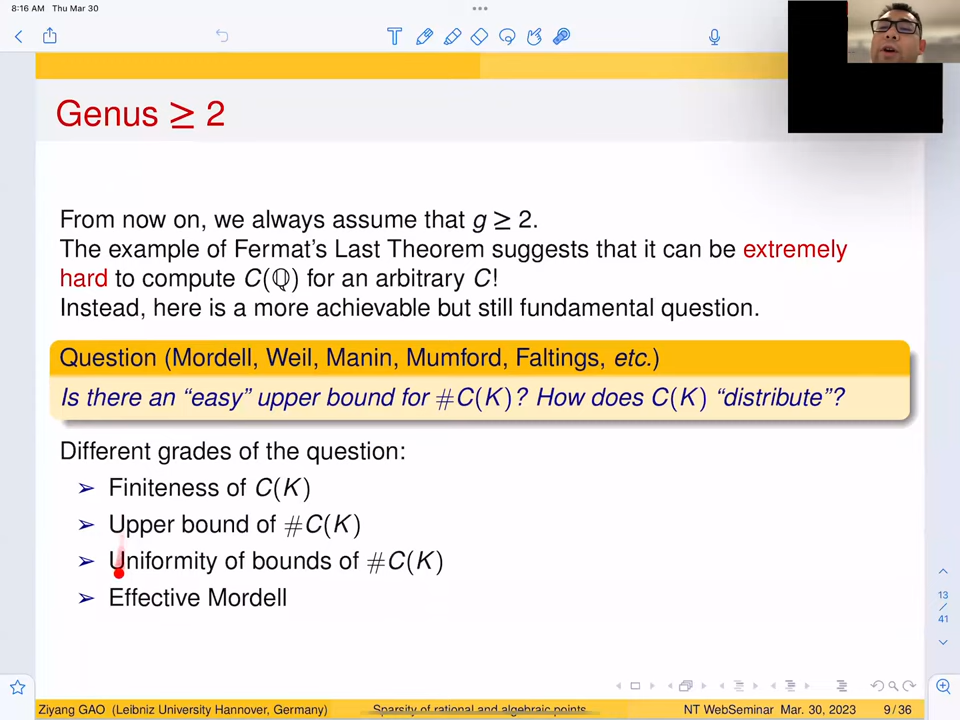 8:16 AM Thu Mar 30
Genus ≥ 2
From now on, we always assume that g ≥ 2.
The example of Fermat's Last Theorem suggests that it can be extremely
hard to compute C(ℚ) for an arbitrary C!
Instead, here is a more achievable but still fundamental question.
Question (Mordell, Weil, Manin, Mumford, Faltings, etc.)
Is there an “easy” upper bound for #C(K)? How does C(K) “distribute”?
Different grades of the question:
➢ Finiteness of C(K)
➢ Upper bound of #C(K)
➢ Uniformity of bounds of #C(K)
➢ Effective Mordell
13
/
41
Ziyang GAO (Leibniz University Hannover, Germany) Sparsity of rational and algebraic points NT WebSeminar Mar. 30, 2023 9 / 36